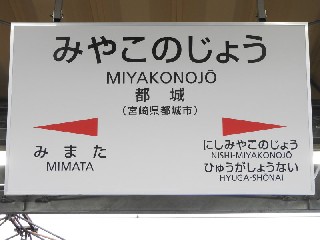 みやこのじょう
MIYAKONOJŌ
都城
(宮崎県都城市)
みまた
MIMATA
にしみやこのじょう
NISHI-MIYAKONOJŌ
ひゅうがしょうない
HYŪGA-SHŌNAI